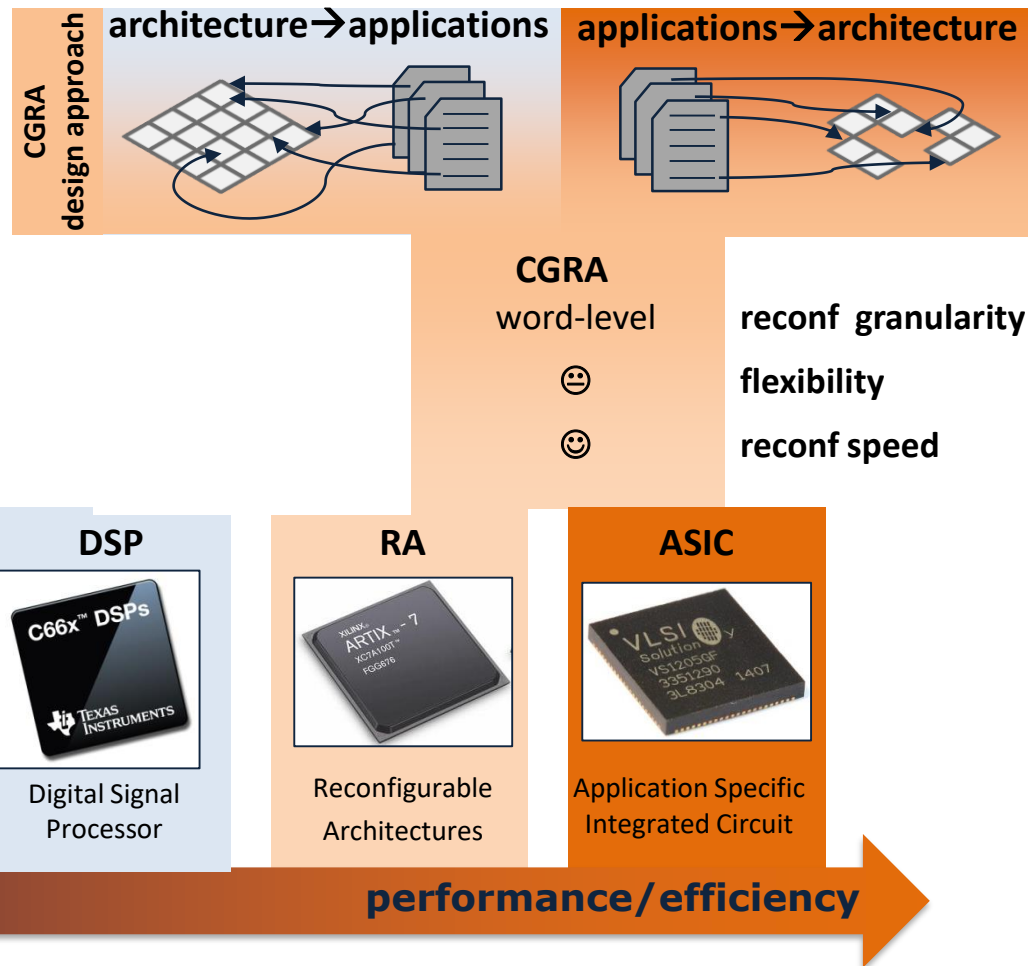 architecture→applications
applications→architecture
CGRA
design approach
CGRA
word-level
reconf granularity
😐
flexibility
☺
reconf speed
DSP
RA
ASIC
C66x™ DSPs
TEXAS
INSTRUMENTS
XILINX®
ARTIX™-7
XC7A100T™
FGG676
VLSI
Solution
y
VS1205GF
3351290
3L8304 1407
Digital Signal
Processor
Reconfigurable
Architectures
Application Specific
Integrated Circuit
performance/efficiency